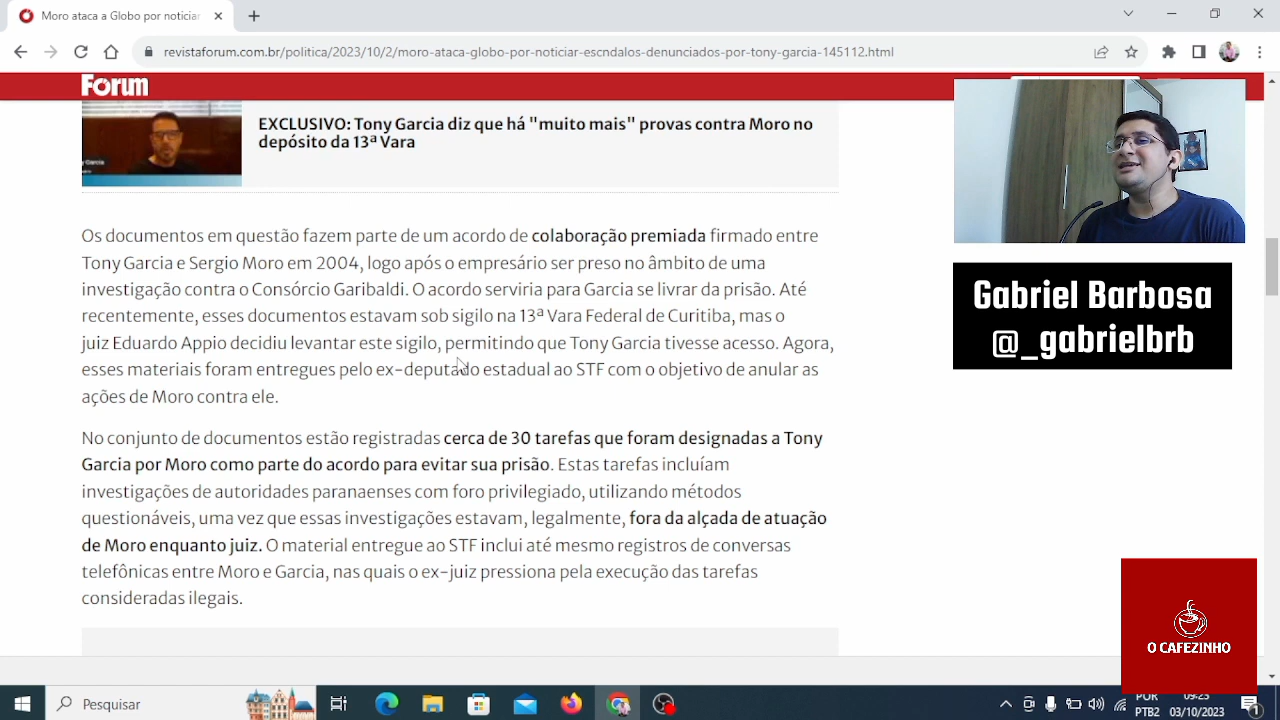 Moro ataca a Globo por noticiar
revistaforum.com.br/politica/2023/10/2/moro-ataca-globo-por-noticiar-escndalos-denunciados-por-tony-garcia-145112.html
Forum
EXCLUSIVO: Tony Garcia diz que há "muito mais" provas contra Moro no
depósito da 13ª Vara
Os documentos em questão fazem parte de um acordo de colaboração premiada firmado entre
Tony Garcia e Sergio Moro em 2004, logo após o empresário ser preso no âmbito de uma
investigação contra o Consórcio Garibaldi. O acordo serviria para Garcia se livrar da prisão. Até
recentemente, esses documentos estavam sob sigilo na 13ª Vara Federal de Curitiba, mas o
juiz Eduardo Appio decidiu levantar este sigilo, permitindo que Tony Garcia tivesse acesso. Agora,
esses materiais foram entregues pelo ex-deputado estadual ao STF com o objetivo de anular as
ações de Moro contra ele.
No conjunto de documentos estão registradas cerca de 30 tarefas que foram designadas a Tony
Garcia por Moro como parte do acordo para evitar sua prisão. Estas tarefas incluíam
investigações de autoridades paranaenses com foro privilegiado, utilizando métodos
questionáveis, uma vez que essas investigações estavam, legalmente, fora da alçada de atuação
de Moro enquanto juiz. O material entregue ao STF inclui até mesmo registros de conversas
telefônicas entre Moro e Garcia, nas quais o ex-juiz pressiona pela execução das tarefas
consideradas ilegais.
Gabriel Barbosa
@_gabrielbrb
O CAFEZINHO
Pesquisar
POR
PTB2
09:25
03/10/2023